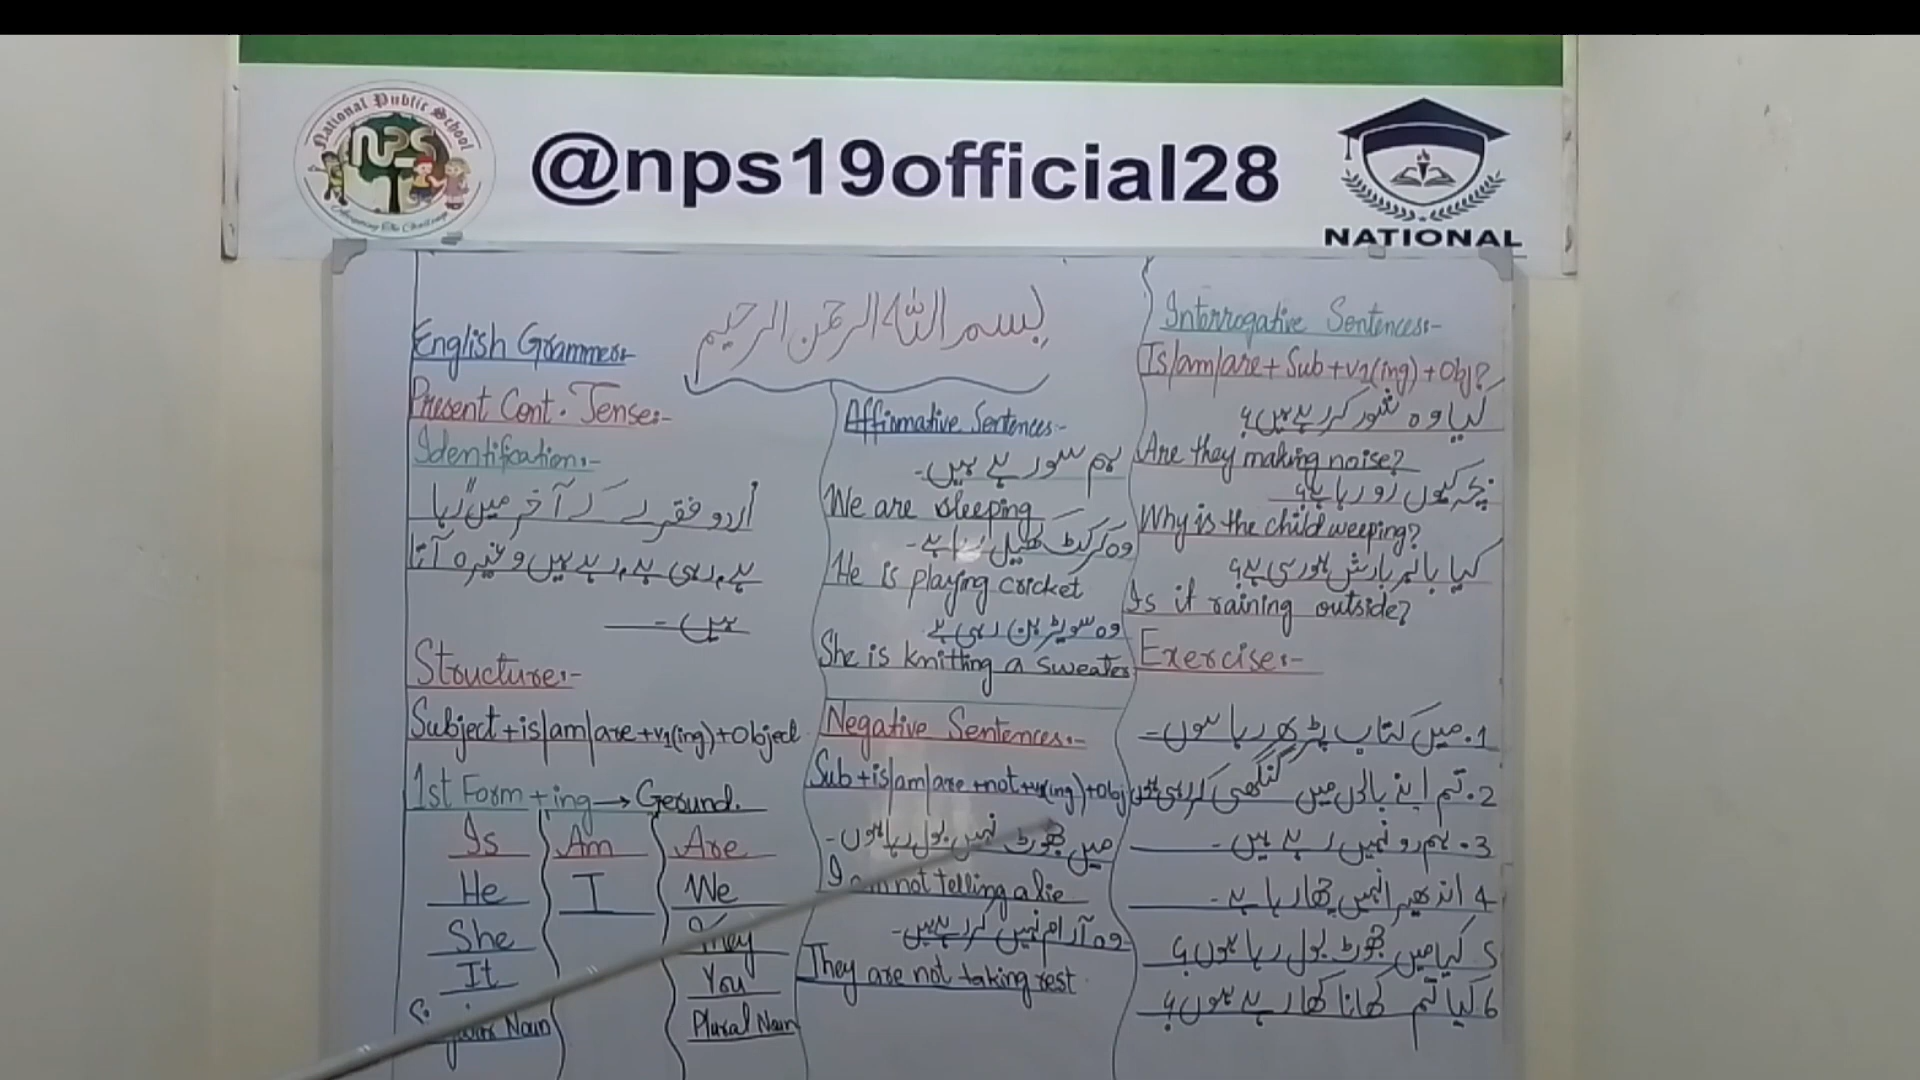 National Public School
NPS
@nps19official28
NATIONAL
بسم اللہ الرحمن الرحیم
English Grammer:-
Present Cont. Tense:-
Identification:-
اُردو فقرے کے آخر میں "رہا
ہے، رہی ہے، رہے ہیں وغیرہ آتا
ہیں۔
Structure:-
Subject+is|am|are+v1(ing)+Object
1st Form+ing→Gerund.
Is Am Are
He I We
She They
It You
Noun Plural Noun
Affirmative Sentences:-
ہم سو رہے ہیں۔
We are sleeping
وہ کرکٹ کھیل رہا ہے۔
He is playing cricket
وہ سویٹر بن رہی ہے
She is knitting a sweater
Negative Sentences:-
Sub+is|am|are+not+v1(ing)+Obj
میں جھوٹ نہیں بول رہا ہوں۔
I am not telling a lie
وہ آرام نہیں کر رہے ہیں۔
They are not taking rest
Interrogative Sentences:-
Is/am/are+Sub+v1(ing)+Obj?
کیا وہ شور کر رہے ہیں؟
Are they making noise?
بچہ کیوں رو رہا ہے؟
Why is the child weeping?
کیا باہر بارش ہو رہی ہے؟
Is it raining outside?
Exercise:-
1. میں کتاب پڑھ رہا ہوں۔
2. تم اپنے بالوں میں کنگھی کر رہی ہوں
3. ہم رو نہیں رہے ہیں۔
4 اندھیرا نہیں چھا رہا ہے۔
5 کیا میں جھوٹ بول رہا ہوں؟
6 کیا تم کھانا کھا رہے ہوں؟